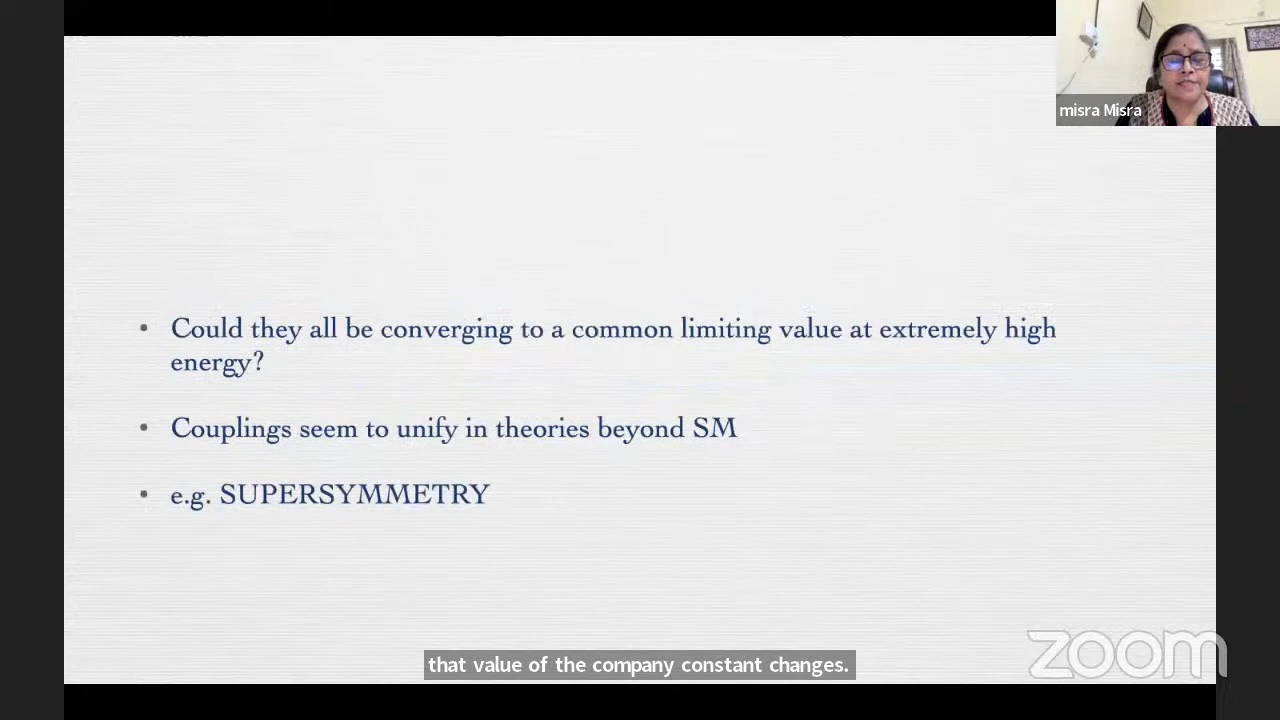 misra Misra
• Could they all be converging to a common limiting value at extremely high
energy?
• Couplings seem to unify in theories beyond SM
• e.g. SUPERSYMMETRY
that value of the company constant changes.
zoom